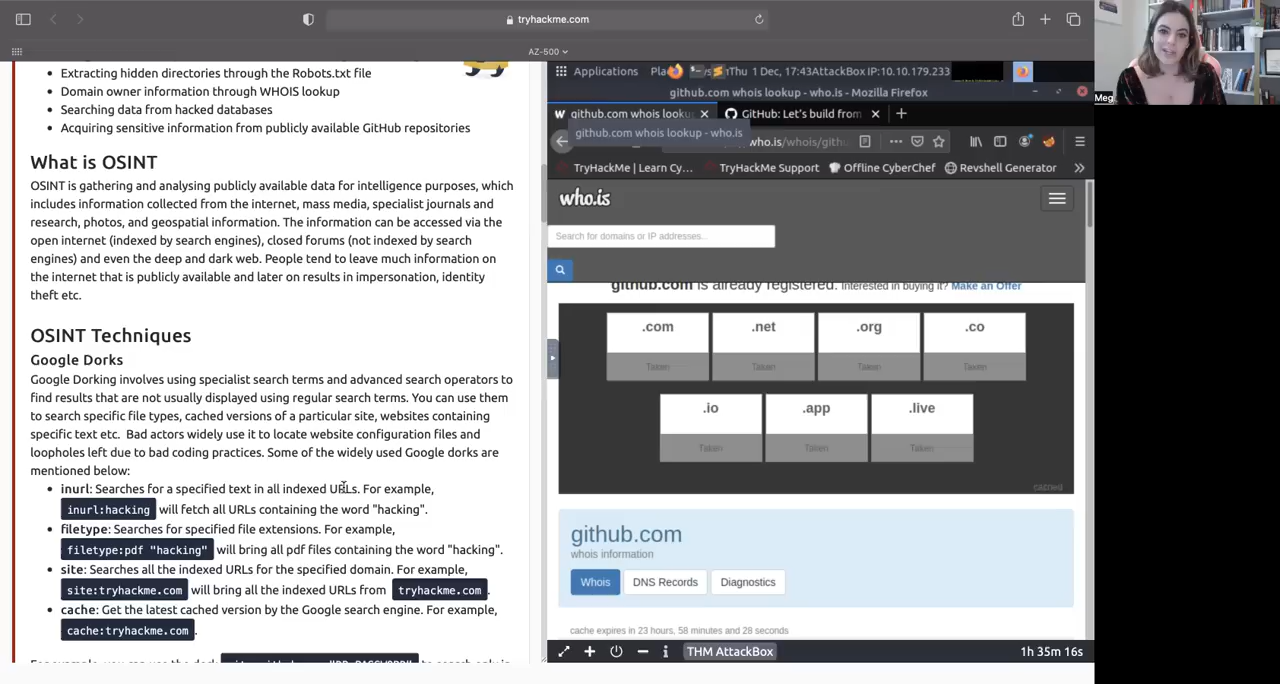 tryhackme.com
AZ-500
Extracting hidden directories through the Robots.txt file
Domain owner information through WHOIS lookup
Searching data from hacked databases
Acquiring sensitive information from publicly available GitHub repositories
What is OSINT
OSINT is gathering and analysing publicly available data for intelligence purposes, which
includes information collected from the internet, mass media, specialist journals and
research, photos, and geospatial information. The information can be accessed via the
open internet (indexed by search engines), closed forums (not indexed by search
engines) and even the deep and dark web. People tend to leave much information on
the internet that is publicly available and later on results in impersonation, identity
theft etc.
OSINT Techniques
Google Dorks
Google Dorking involves using specialist search terms and advanced search operators to
find results that are not usually displayed using regular search terms. You can use them
to search specific file types, cached versions of a particular site, websites containing
specific text etc. Bad actors widely use it to locate website configuration files and
loopholes left due to bad coding practices. Some of the widely used Google dorks are
mentioned below:
inurl: Searches for a specified text in all indexed URLs. For example,
inurl:hacking will fetch all URLs containing the word "hacking".
filetype: Searches for specified file extensions. For example,
filetype:pdf "hacking" will bring all pdf files containing the word "hacking".
site: Searches all the indexed URLs for the specified domain. For example,
site:tryhackme.com will bring all the indexed URLs from tryhackme.com.
cache: Get the latest cached version by the Google search engine. For example,
cache:tryhackme.com.
Applications Thu 1 Dec, 17:43 AttackBox IP:10.10.179.233
github.com whois lookup - who.is - Mozilla Firefox
github.com whois looku GitHub: Let's build from
github.com whois lookup - who.is
who.is/whois/gith
TryHackMe | Learn Cy... TryHackMe Support Offline CyberChef Revshell Generator
who.is
Search for domains or IP addresses...
github.com is already registered. Interested in buying it? Make an Offer
.com .net .org .co
Taken Taken Taken Taken
.io .app .live
Taken Taken Taken
github.com
whois information
Whois DNS Records Diagnostics
cache expires in 23 hours, 58 minutes and 28 seconds
THM AttackBox 1h 35m 16s
Meg